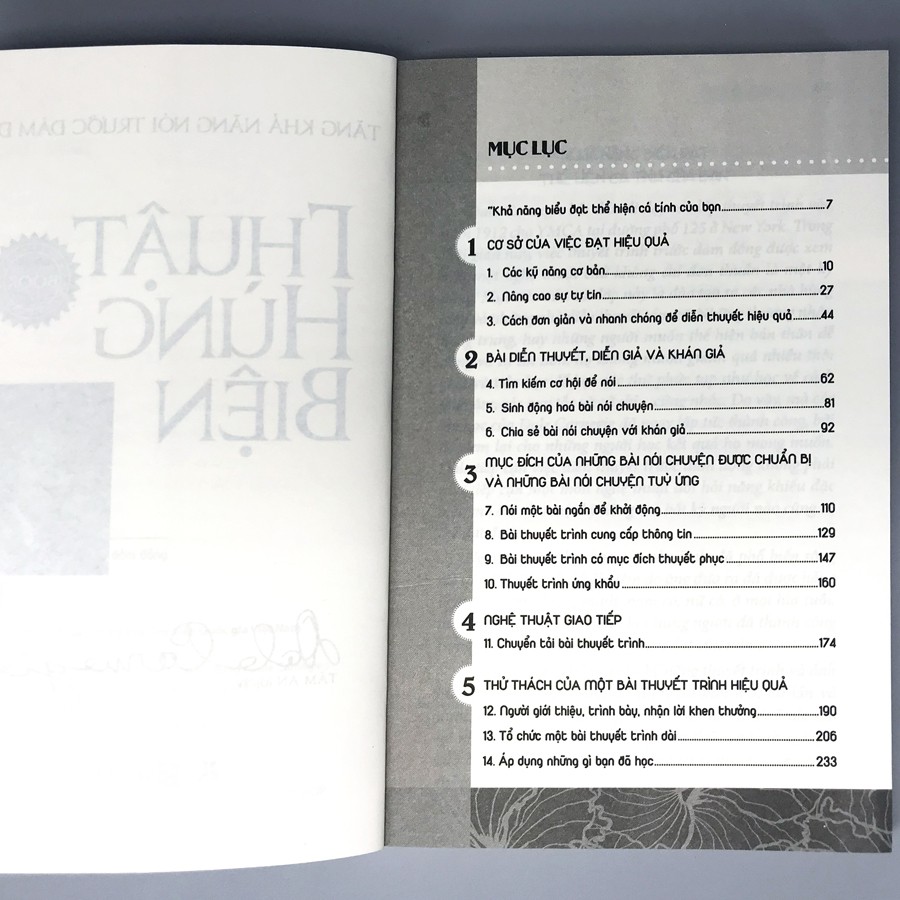 TĂNG KHẢ NĂNG NÓI TRƯỚC ĐÁM Đ
THUẬT
HÙNG
BIỆN
TÂM AN
MỤC LỤC
"Khả năng biểu đạt thể hiện cá tính của bạn.....7
1 CƠ SỞ CỦA VIỆC ĐẠT HIỆU QUẢ
1. Các kỹ năng cơ bản.....10
2. Nâng cao sự tự tin.....27
3. Cách đơn giản và nhanh chóng để diễn thuyết hiệu quả.....44
2 BÀI DIỄN THUYẾT, DIỄN GIẢ VÀ KHÁN GIẢ
4. Tìm kiếm cơ hội để nói.....62
5. Sinh động hoá bài nói chuyện.....81
6. Chia sẻ bài nói chuyện với khán giả.....92
3 MỤC ĐÍCH CỦA NHỮNG BÀI NÓI CHUYỆN ĐƯỢC CHUẨN BỊ
VÀ NHỮNG BÀI NÓI CHUYỆN TUỲ ỨNG
7. Nói một bài ngắn để khởi động.....110
8. Bài thuyết trình cung cấp thông tin.....129
9. Bài thuyết trình có mục đích thuyết phục.....147
10. Thuyết trình ứng khẩu.....160
4 NGHỆ THUẬT GIAO TIẾP
11. Chuyển tải bài thuyết trình.....174
5 THỬ THÁCH CỦA MỘT BÀI THUYẾT TRÌNH HIỆU QUẢ
12. Người giới thiệu, trình bày, nhận lời khen thưởng.....190
13. Tổ chức một bài thuyết trình dài.....206
14. Áp dụng những gì bạn đã học.....233